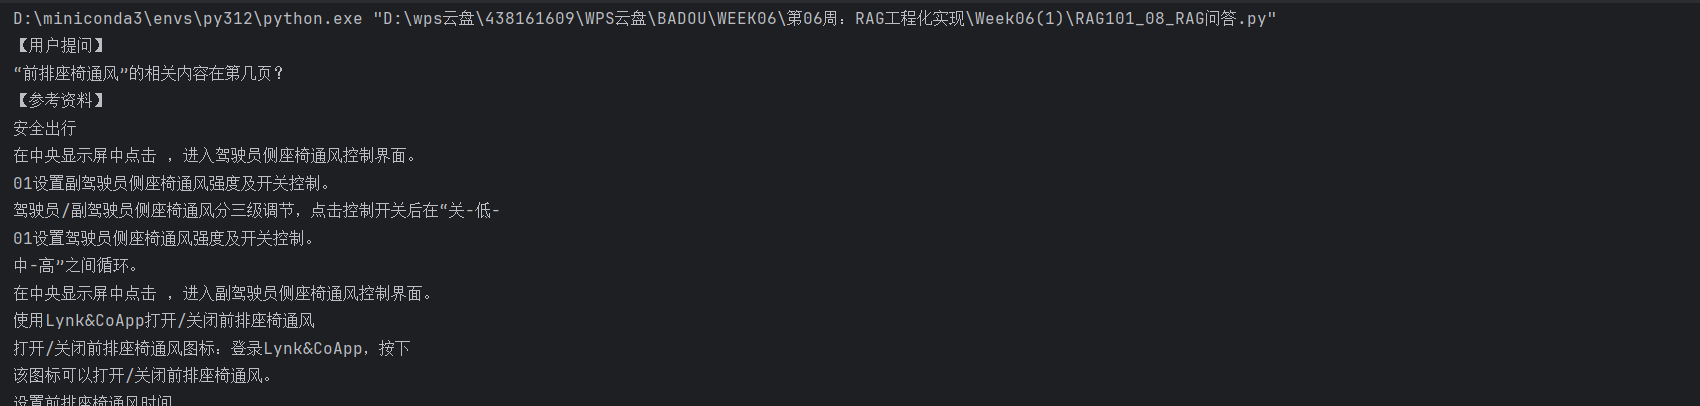 D:\miniconda3\envs\py312\python.exe "D:\wps云盘\438161609\WPS云盘\BADOU\WEEK06\第06周：RAG工程化实现\Week06(1)\RAG101_08_RAG问答.py"
【用户提问】
“前排座椅通风”的相关内容在第几页？
【参考资料】
安全出行
在中央显示屏中点击 ，进入驾驶员侧座椅通风控制界面。
01设置副驾驶员侧座椅通风强度及开关控制。
驾驶员/副驾驶员侧座椅通风分三级调节，点击控制开关后在“关-低-
01设置驾驶员侧座椅通风强度及开关控制。
中-高”之间循环。
在中央显示屏中点击 ，进入副驾驶员侧座椅通风控制界面。
使用Lynk&CoApp打开/关闭前排座椅通风
打开/关闭前排座椅通风图标：登录Lynk&CoApp，按下
该图标可以打开/关闭前排座椅通风。
设置前排座椅通风时间